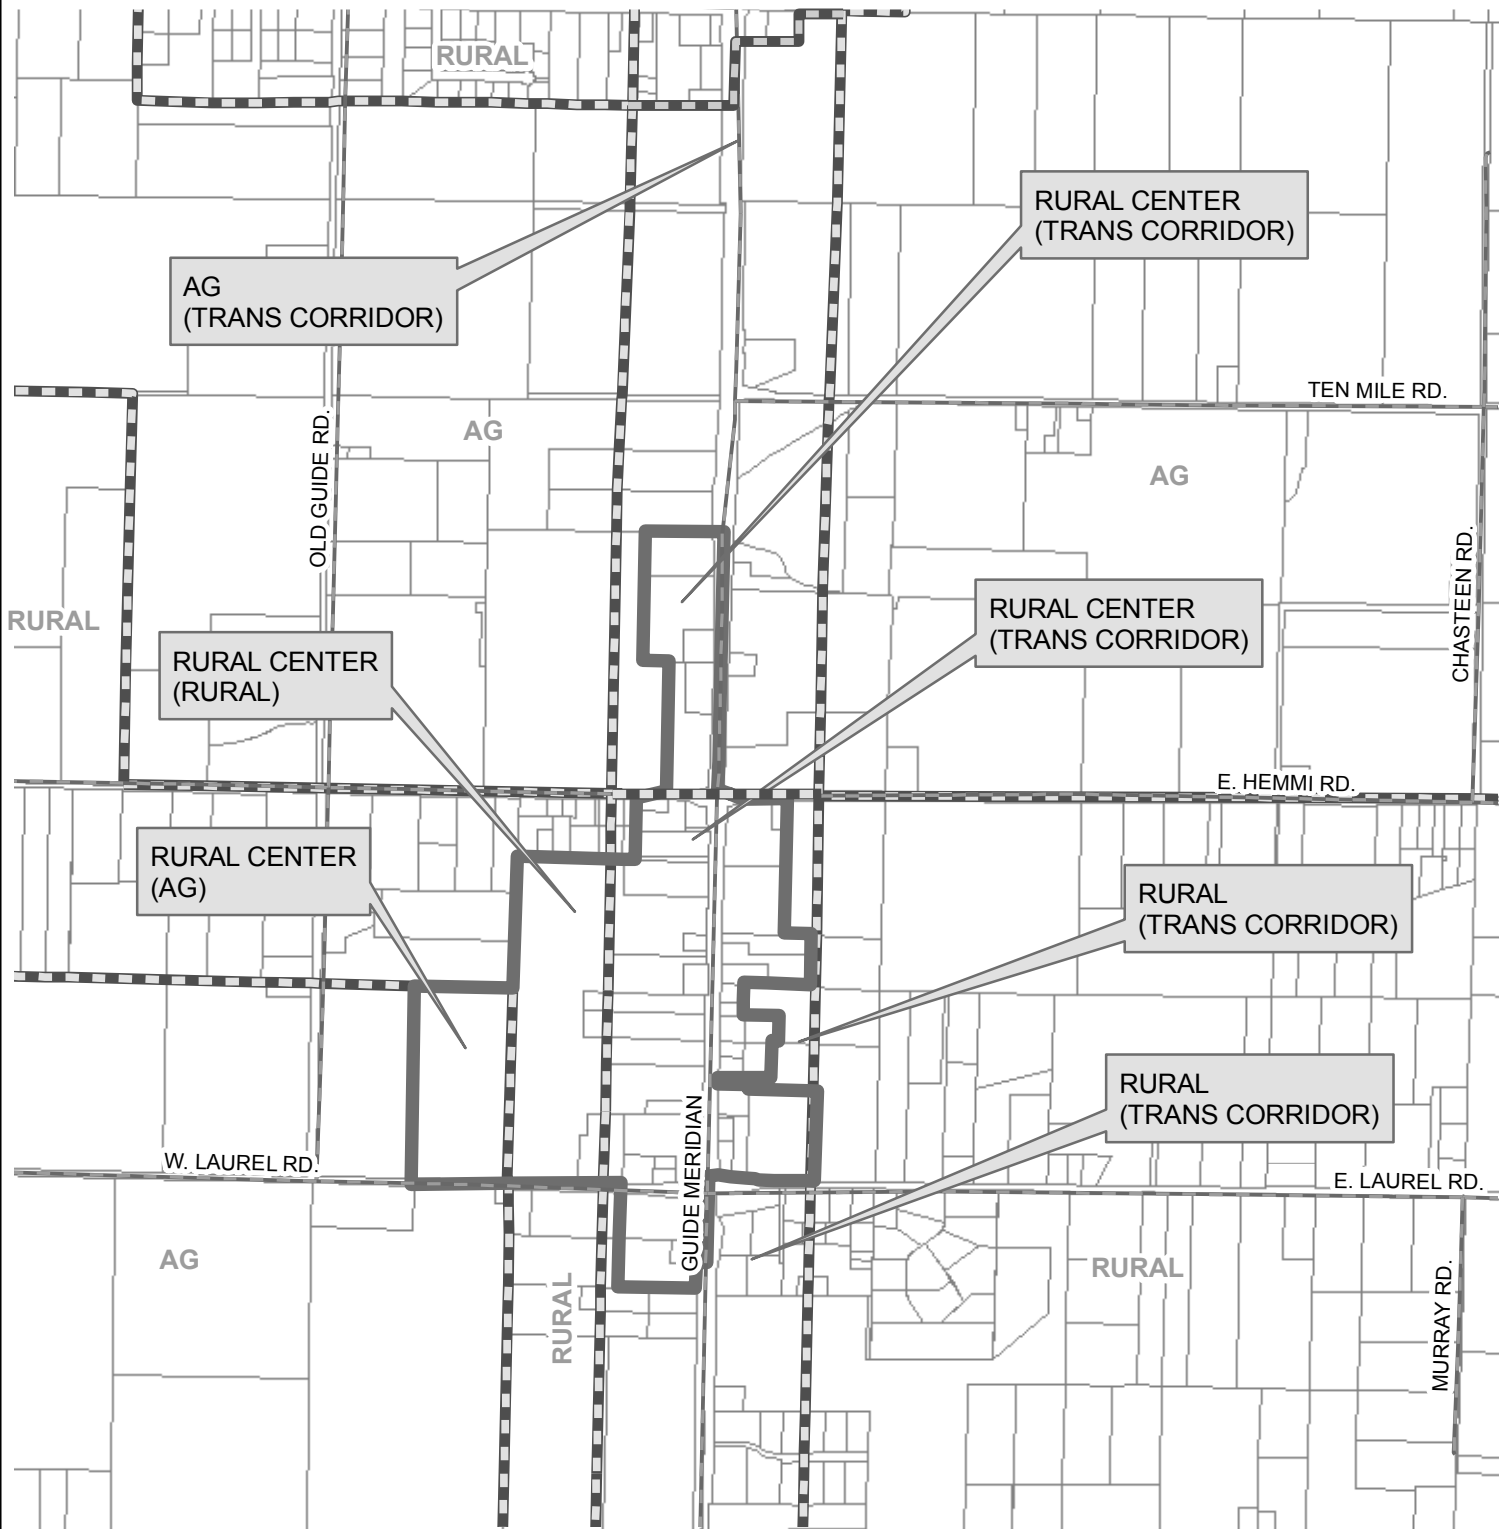 RURAL
RURAL CENTER
(TRANS CORRIDOR)
AG
(TRANS CORRIDOR)
TEN MILE RD.
OLD GUIDE RD.
AG
AG
CHASTEEN RD.
RURAL
RURAL CENTER
(TRANS CORRIDOR)
RURAL CENTER
(RURAL)
E. HEMMI RD.
RURAL CENTER
(AG)
RURAL
(TRANS CORRIDOR)
RURAL
(TRANS CORRIDOR)
GUIDE MERIDIAN
W. LAUREL RD.
E. LAUREL RD.
AG
RURAL
RURAL
MURRAY RD.